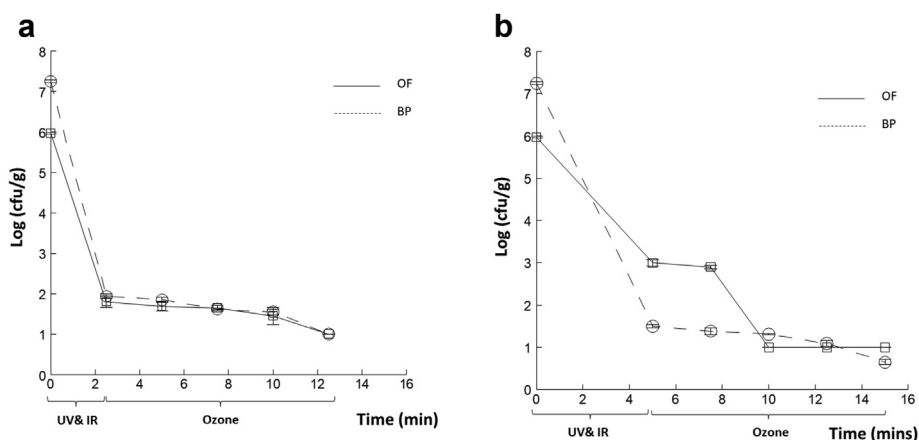 a
8
7
6
5
4
3
2
1
0
Log (cfu/g)
OF
BP
0 2 4 6 8 10 12 14 16
UV& IR
Ozone
Time (min)
b
8
7
6
5
4
3
2
1
0
Log (cfu/g)
OF
BP
0 2 4 6 8 10 12 14 16
UV& IR
Ozone
Time (mins)